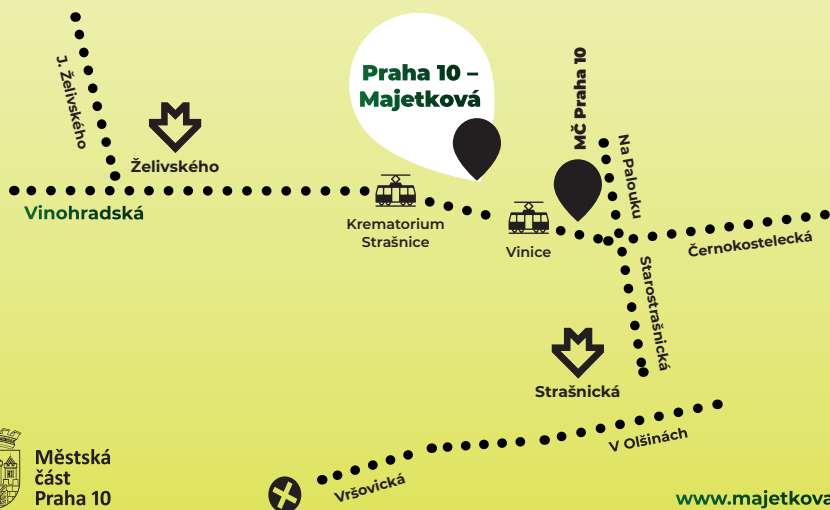 J. Želivského
Želivského
Vinohradská
Praha 10 –
Majetková
MČ Praha 10
Na Palouku
Krematorium
Strašnice
Vinice
Černokostelecká
Starostrašnická
Strašnická
V Olšinách
Vršovická
Městská
část
Praha 10
www.majetkova